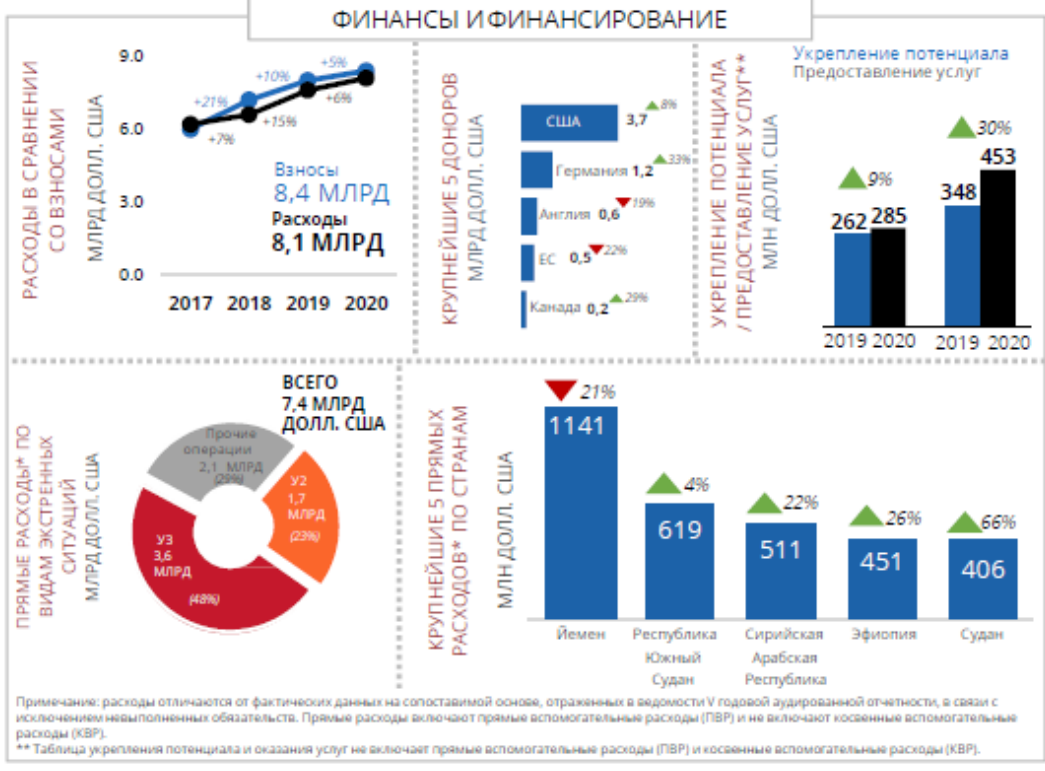 ФИНАНСЫ И ФИНАНСИРОВАНИЕ
РАСХОДЫ В СРАВНЕНИИ
СО ВЗНОСАМИ
МЛРД ДОЛЛ. США
9.0
6.0
3.0
0.0
+21%
+10%
+5%
+7%
+15%
+6%
Взносы
8,4 МЛРД
Расходы
8,1 МЛРД
2017 2018 2019 2020
КРУПНЕЙШИЕ 5 ДОНОРОВ
МЛРД ДОЛЛ. США
США 3,7 8%
Германия 1,2 33%
Англия 0,6 19%
ЕС 0,5 22%
Канада 0,2 29%
УКРЕПЛЕНИЕ ПОТЕНЦИАЛА
/ ПРЕДОСТАВЛЕНИЕ УСЛУГ**
МЛН ДОЛЛ. США
Укрепление потенциала
Предоставление услуг
9%
262 285
30%
348 453
2019 2020 2019 2020
ПРЯМЫЕ РАСХОДЫ* ПО
ВИДАМ ЭКСТРЕННЫХ
СИТУАЦИЙ
МЛРД ДОЛЛ. США
ВСЕГО
7,4 МЛРД
ДОЛЛ. США
Прочие
операции
2,1 МЛРД
(29%)
У2
1,7
МЛРД
(23%)
У3
3,6
МЛРД
(48%)
КРУПНЕЙШИЕ 5 ПРЯМЫХ
РАСХОДОВ* ПО СТРАНАМ
МЛН ДОЛЛ. США
21%
1141
4%
619
22%
511
26%
451
66%
406
Йемен
Республика
Южный
Судан
Сирийская
Арабская
Республика
Эфиопия
Судан
Примечание: расходы отличаются от фактических данных на сопоставимой основе, отраженных в ведомости V годовой аудированной отчетности, в связи с
исключением невыполненных обязательств. Прямые расходы включают прямые вспомогательные расходы (ПВР) и не включают косвенные вспомогательные
расходы (КВР).
** Таблица укрепления потенциала и оказания услуг не включает прямые вспомогательные расходы (ПВР) и косвенные вспомогательные расходы (КВР).